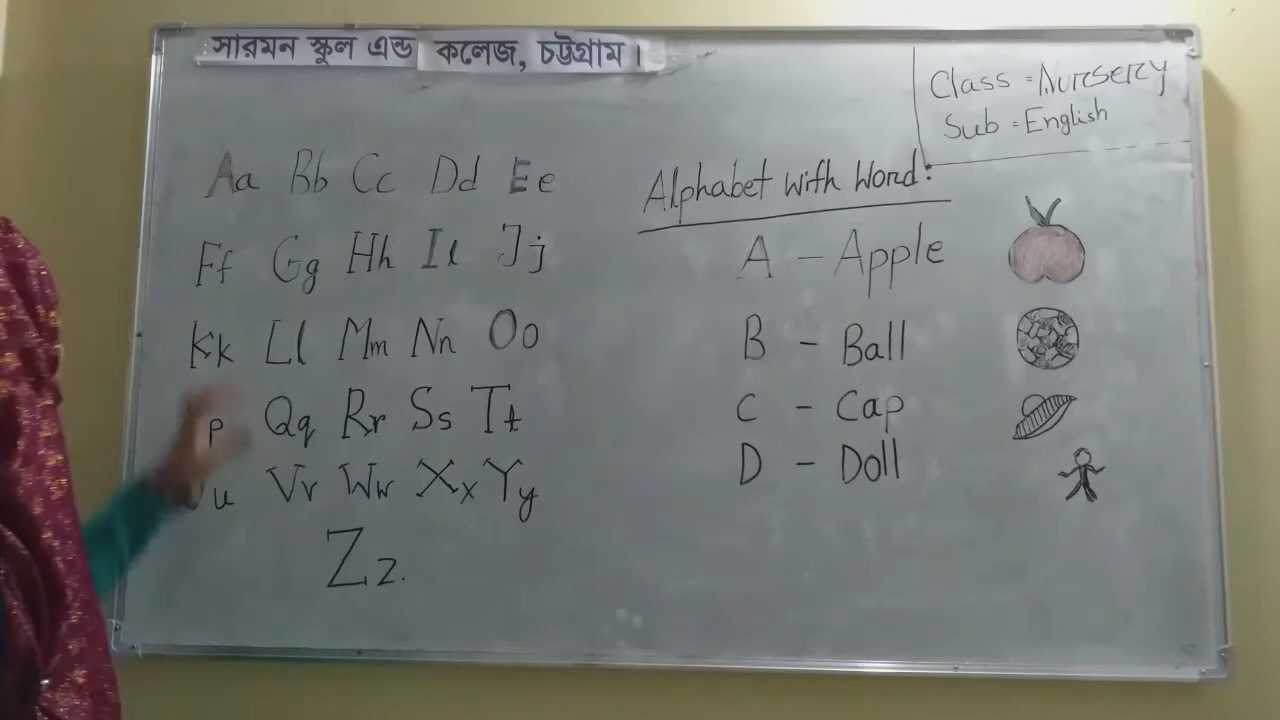 সারমন স্কুল এন্ড কলেজ, চট্টগ্রাম।
Class = Nursery
Sub = English
Aa Bb Cc Dd Ee
Ff Gg Hh Ii Jj
Kk Ll Mm Nn Oo
p Qq Rr Ss Tt
u Vv Ww Xx Yy
Zz.
Alphabet with Word:
A - Apple
B - Ball
C - Cap
D - Doll